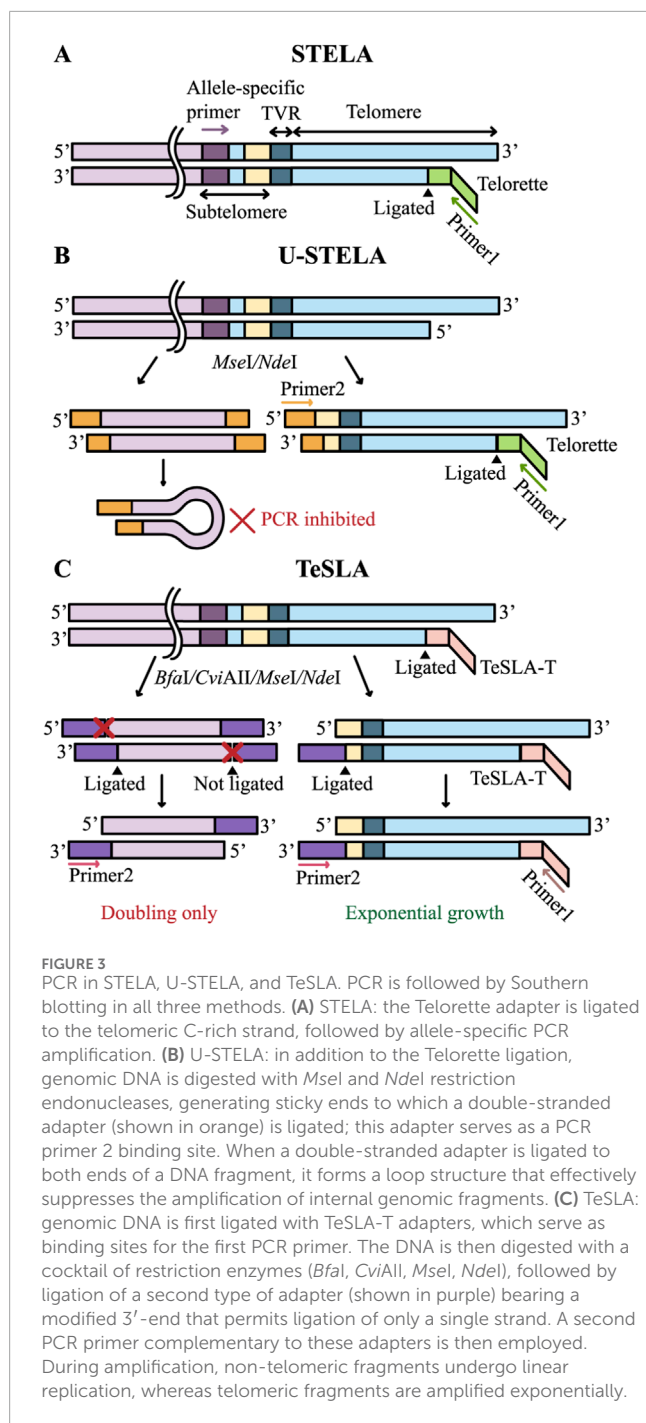 A STELA
Allele-specific
primer
TVR
Telomere
5’ 3’
3’
Telorette
Subtelomere
Ligated
Primer1
B U-STELA
5’ 3’
3’ 5’
MseI/NdeI
Primer2
5’ 5’ 3’
3’ 3’
Telorette
Ligated
Primer1
PCR inhibited
C TeSLA
5’ 3’
3’
Ligated
TeSLA-T
BfaI/CviAII/MseI/NdeI
5’ 3’ 5’ 3’
3’ 3’
TeSLA-T
Ligated Not ligated Ligated
5’ 3’ 5’ 3’
3’ 5’ 3’
Primer2 Primer2 Primer1
Doubling only Exponential growth
FIGURE 3
PCR in STELA, U-STELA, and TeSLA. PCR is followed by Southern
blotting in all three methods. (A) STELA: the Telorette adapter is ligated
to the telomeric C-rich strand, followed by allele-specific PCR
amplification. (B) U-STELA: in addition to the Telorette ligation,
genomic DNA is digested with MseI and NdeI restriction
endonucleases, generating sticky ends to which a double-stranded
adapter (shown in orange) is ligated; this adapter serves as a PCR
primer 2 binding site. When a double-stranded adapter is ligated to
both ends of a DNA fragment, it forms a loop structure that effectively
suppresses the amplification of internal genomic fragments. (C) TeSLA:
genomic DNA is first ligated with TeSLA-T adapters, which serve as
binding sites for the first PCR primer. The DNA is then digested with a
cocktail of restriction enzymes (BfaI, CviAII, MseI, NdeI), followed by
ligation of a second type of adapter (shown in purple) bearing a
modified 3′-end that permits ligation of only a single strand. A second
PCR primer complementary to these adapters is then employed.
During amplification, non-telomeric fragments undergo linear
replication, whereas telomeric fragments are amplified exponentially.